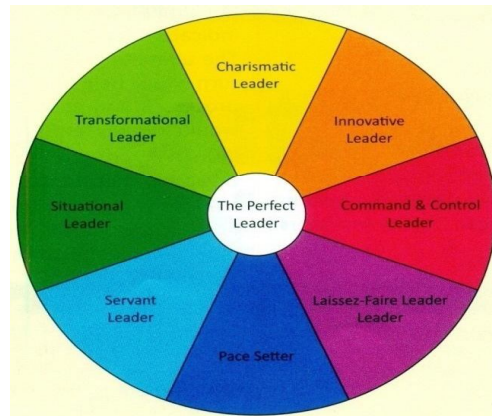 Charismatic
Leader
Innovative
Leader
Command & Control
Leader
Laissez-Faire Leader
Leader
Pace Setter
Servant
Leader
Situational
Leader
Transformational
Leader
The Perfect
Leader